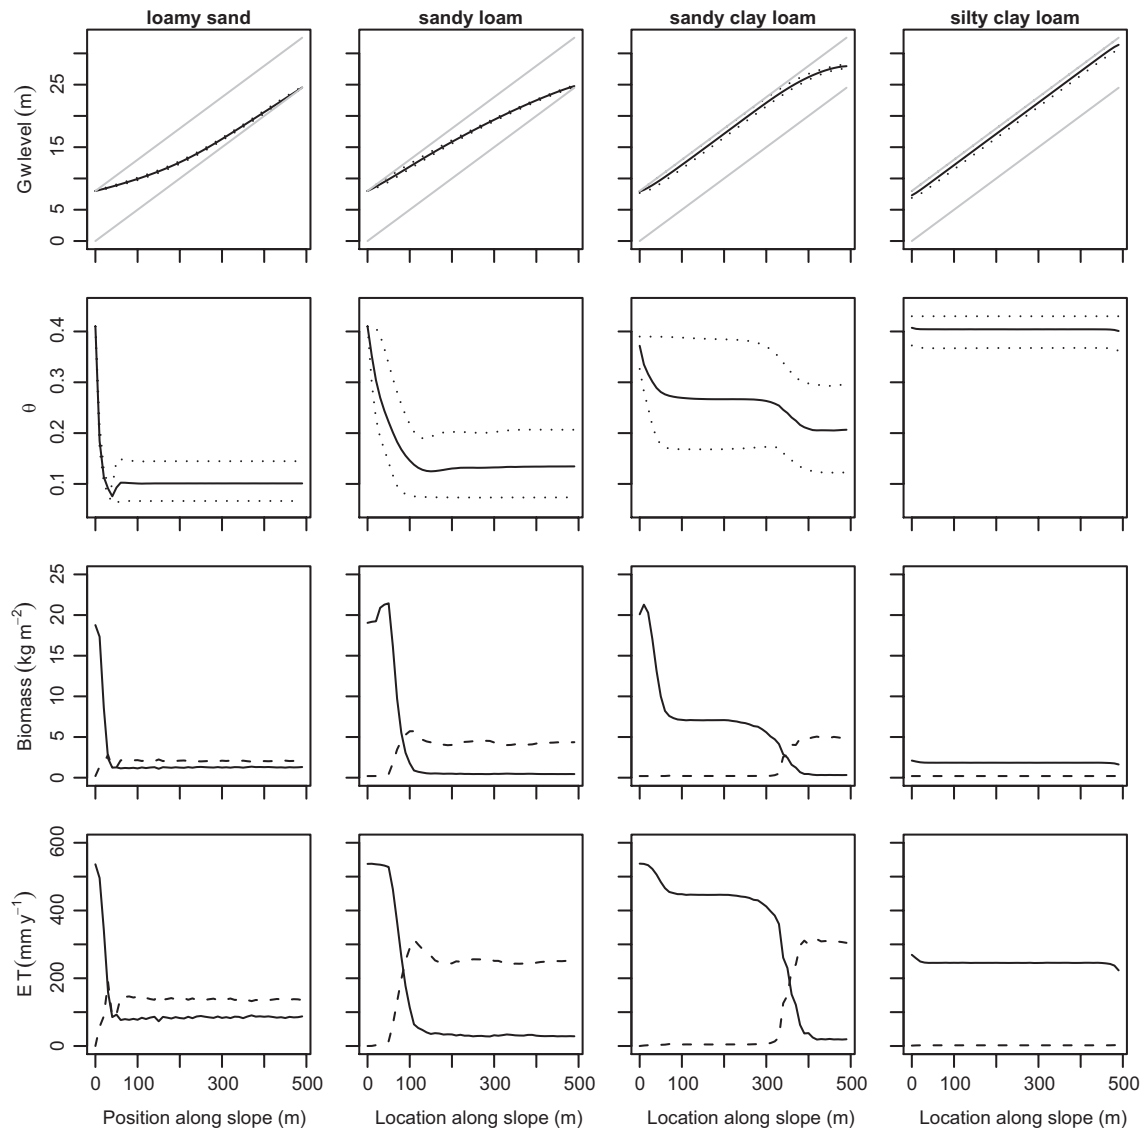 loamy sand sandy loam sandy clay loam silty clay loam
Gw level (m)
0 5 15 25
θ
0.1 0.2 0.3 0.4
Biomass (kg m−2)
0 5 10 15 20 25
ET (mm y−1)
0 200 400 600
0 100 300 500 0 100 300 500 0 100 300 500 0 100 300 500
Position along slope (m) Location along slope (m) Location along slope (m) Location along slope (m)